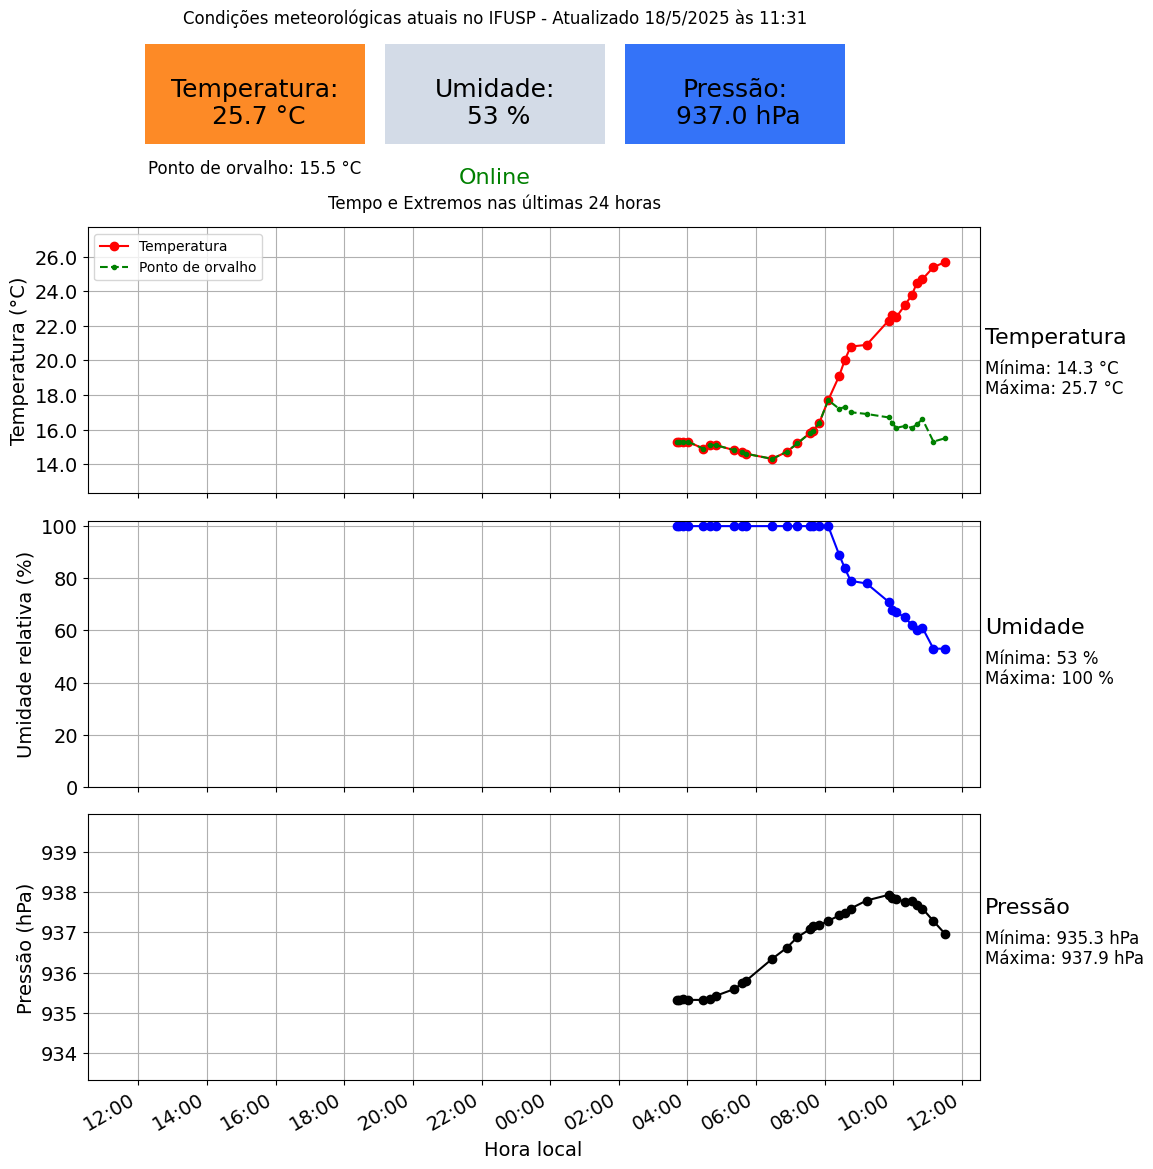 Condições meteorológicas atuais no IFUSP - Atualizado 18/5/2025 às 11:31
Temperatura:
25.7 °C
Umidade:
53 %
Pressão:
937.0 hPa
Ponto de orvalho: 15.5 °C
Online
Tempo e Extremos nas últimas 24 horas
Temperatura
Ponto de orvalho
Temperatura (°C)
26.0
24.0
22.0
20.0
18.0
16.0
14.0
Temperatura
Mínima: 14.3 °C
Máxima: 25.7 °C
Umidade relativa (%)
100
80
60
40
20
0
Umidade
Mínima: 53 %
Máxima: 100 %
Pressão (hPa)
939
938
937
936
935
934
Pressão
Mínima: 935.3 hPa
Máxima: 937.9 hPa
12:00 14:00 16:00 18:00 20:00 22:00 00:00 02:00 04:00 06:00 08:00 10:00 12:00
Hora local